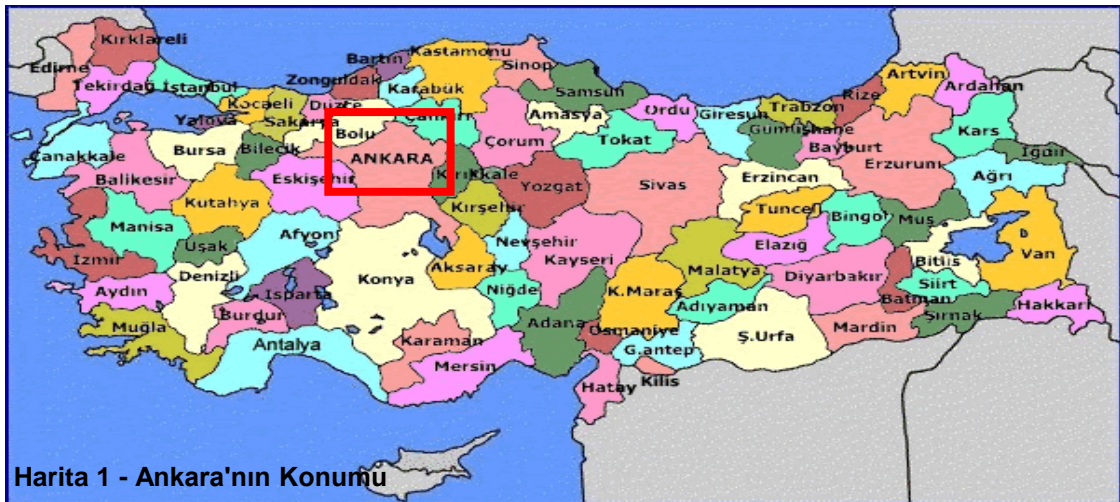 Kırklareli
Edirne
Tekirdağ
İstanbul
Kocaeli
Yalova
Sakarya
Düzce
Zonguldak
Bartın
Karabük
Kastamonu
Sinop
Samsun
Ordu
Giresun
Trabzon
Rize
Artvin
Ardahan
Kars
Iğdır
Ağrı
Erzurum
Bayburt
Gümüşhane
Tokat
Amasya
Çorum
Çankırı
Bolu
ANKARA
Kırıkkale
Eskişehir
Bilecik
Bursa
Çanakkale
Balıkesir
Kutahya
Manisa
Uşak
Afyon
İzmir
Aydın
Denizli
Muğla
Burdur
Isparta
Antalya
Konya
Karaman
Mersin
Aksaray
Niğde
Nevşehir
Kırşehir
Yozgat
Kayseri
Sivas
Erzincan
Tunceli
Bingöl
Muş
Bitlis
Van
Hakkari
Şırnak
Siirt
Batman
Diyarbakır
Elazığ
Malatya
Adıyaman
K.Maraş
Adana
Osmaniye
G.antep
Kilis
Hatay
Ş.Urfa
Mardin
Harita 1 - Ankara'nın Konumu